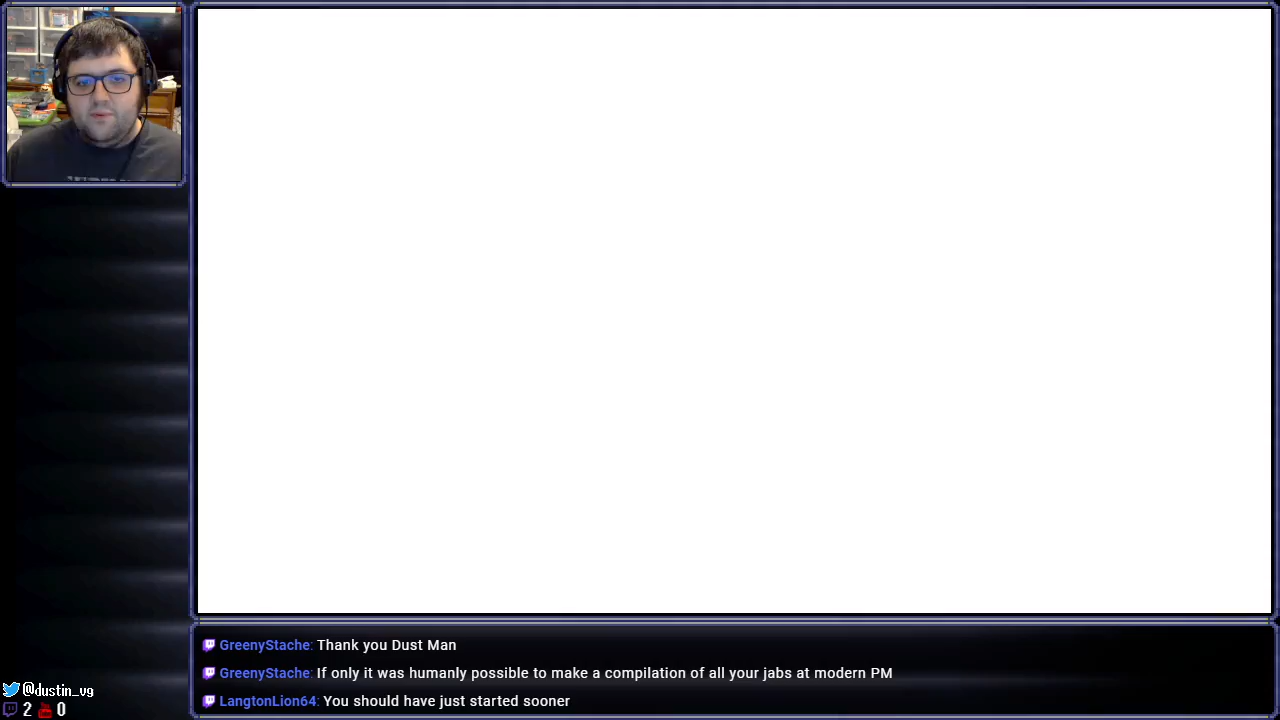 GreenyStache: Thank you Dust Man
GreenyStache: If only it was humanly possible to make a compilation of all your jabs at modern PM
LangtonLion64: You should have just started sooner
@dustin_vg
2 0